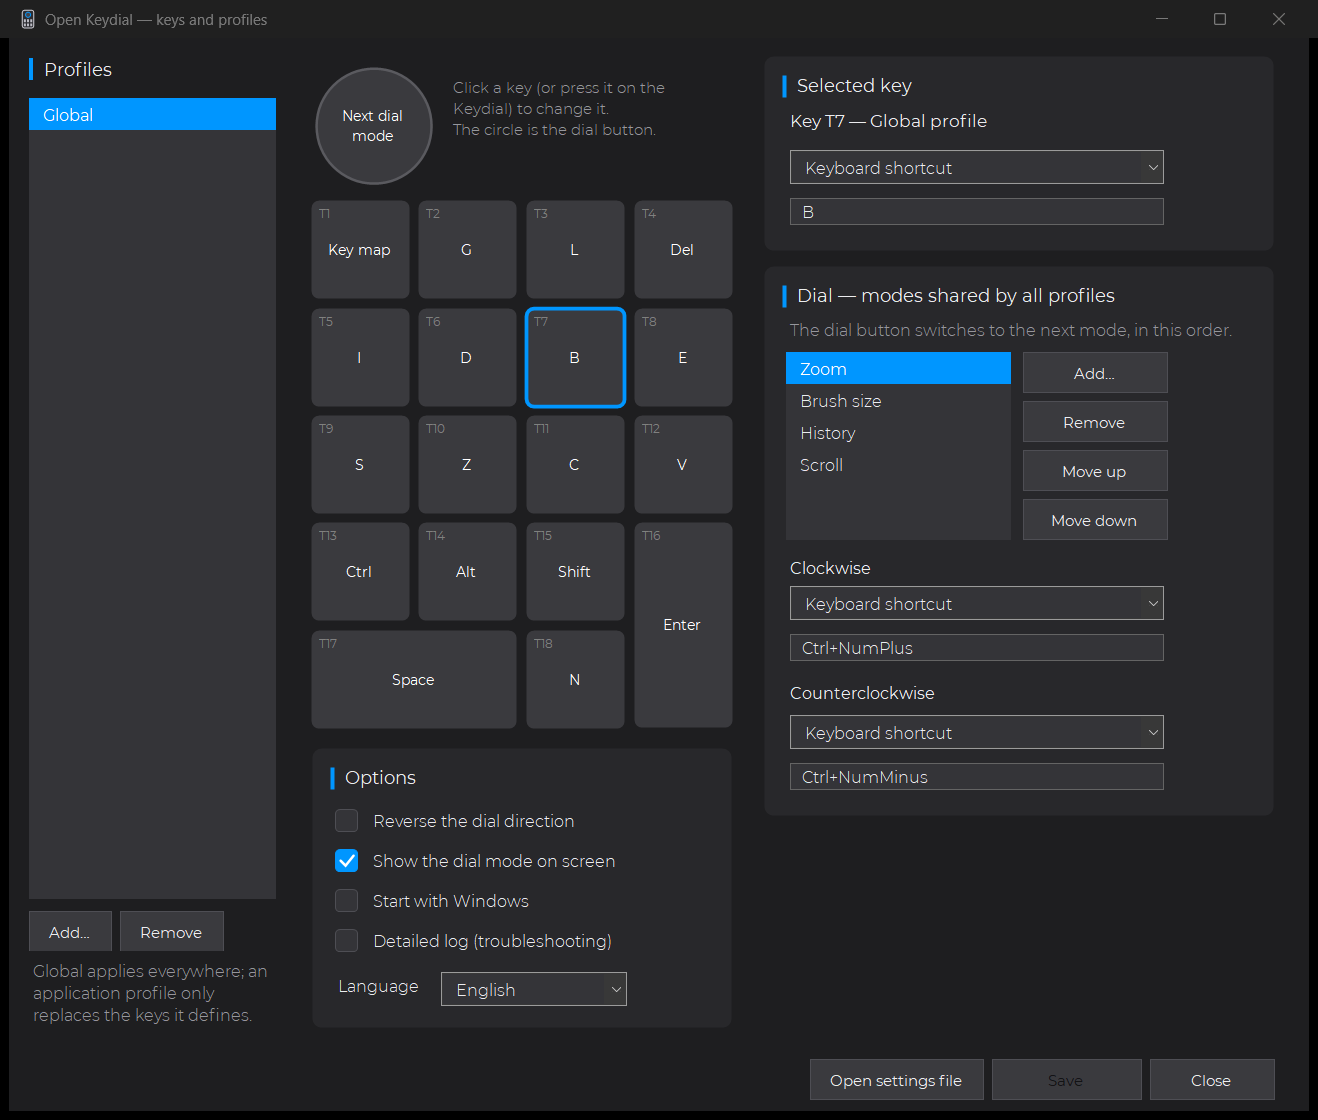 Open Keydial — keys and profiles
Profiles
Global
Add...
Remove
Global applies everywhere; an
application profile only
replaces the keys it defines.
Next dial
mode
Click a key (or press it on the
Keydial) to change it.
The circle is the dial button.
T1
Key map
T2
G
T3
L
T4
Del
T5
I
T6
D
T7
B
T8
E
T9
S
T10
Z
T11
C
T12
V
T13
Ctrl
T14
Alt
T15
Shift
T16
Enter
T17
Space
T18
N
Options
Reverse the dial direction
Show the dial mode on screen
Start with Windows
Detailed log (troubleshooting)
Language
English
Selected key
Key T7 — Global profile
Keyboard shortcut
B
Dial — modes shared by all profiles
The dial button switches to the next mode, in this order.
Zoom
Brush size
History
Scroll
Add...
Remove
Move up
Move down
Clockwise
Keyboard shortcut
Ctrl+NumPlus
Counterclockwise
Keyboard shortcut
Ctrl+NumMinus
Open settings file
Save
Close